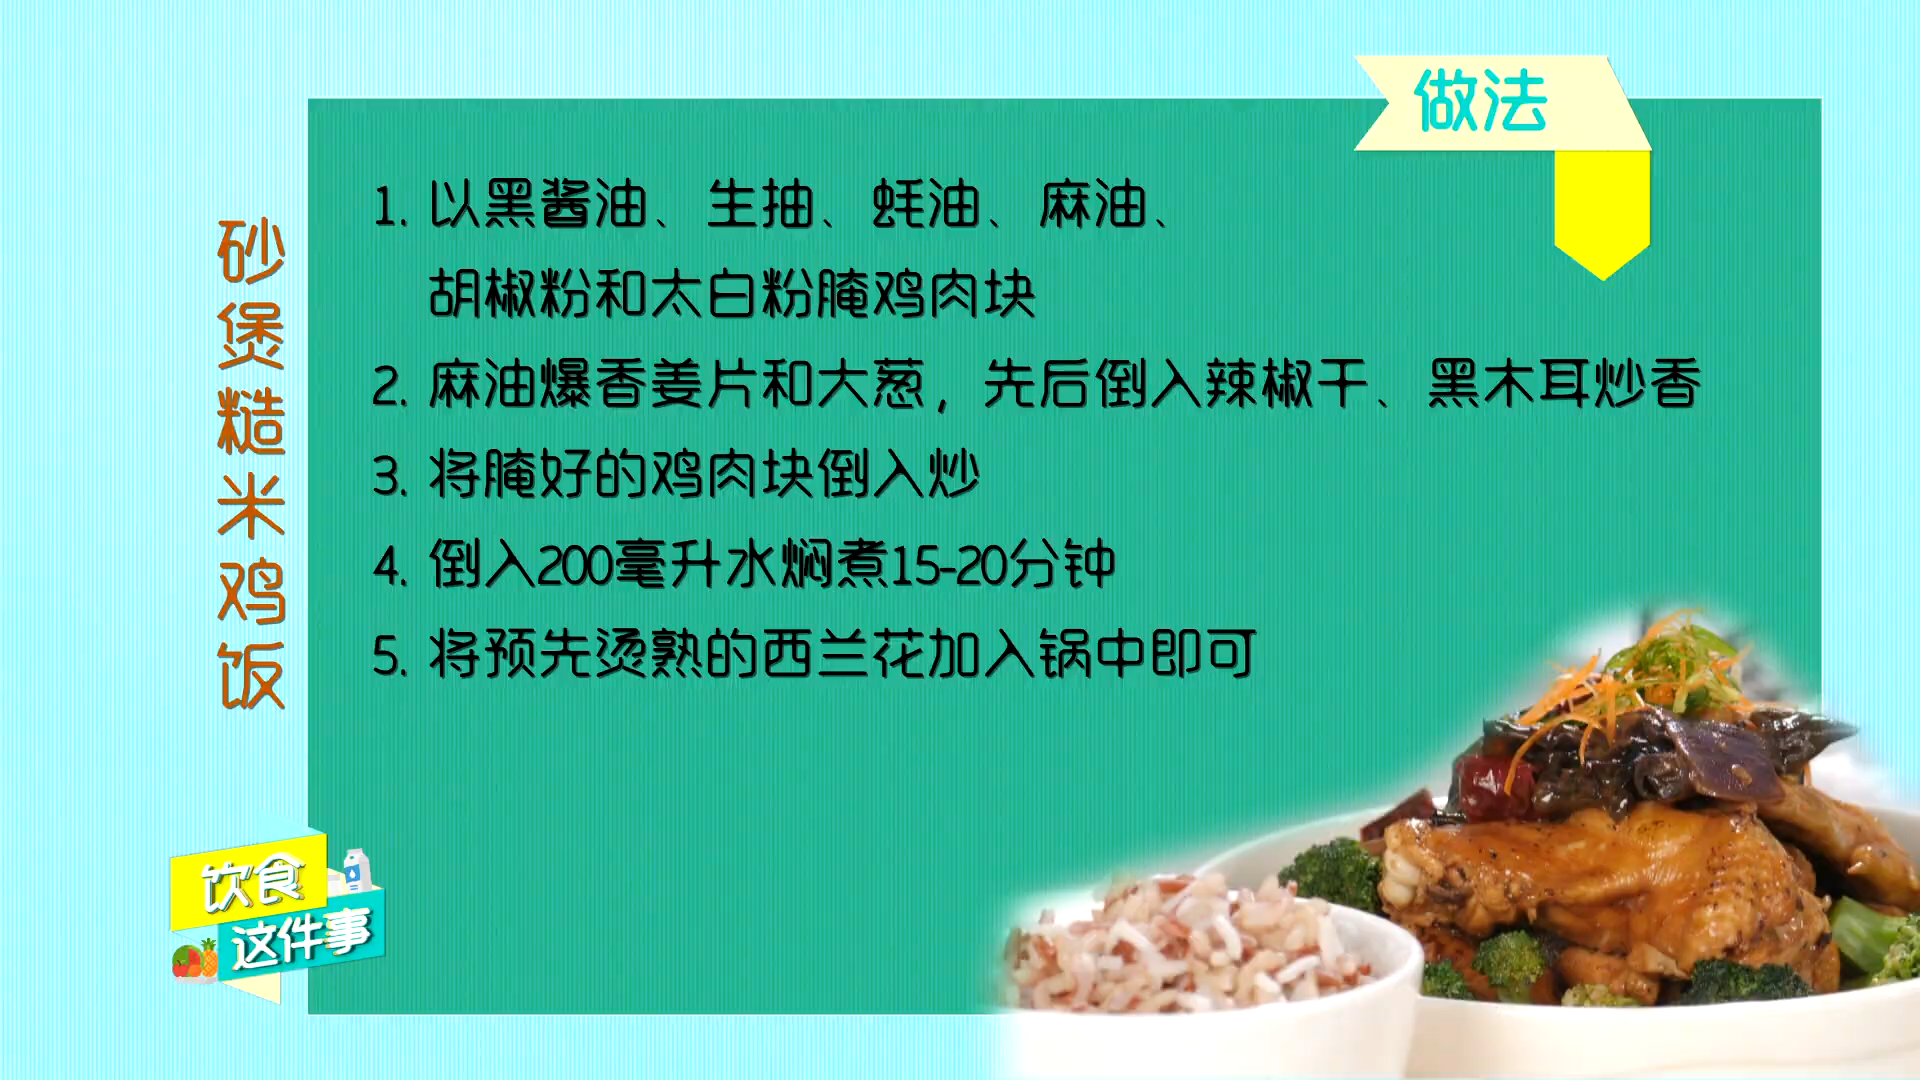 做法
砂煲糙米鸡饭
1. 以黑酱油、生抽、蚝油、麻油、
胡椒粉和太白粉腌鸡肉块
2. 麻油爆香姜片和大葱，先后倒入辣椒干、黑木耳炒香
3. 将腌好的鸡肉块倒入炒
4. 倒入200毫升水焖煮15-20分钟
5. 将预先烫熟的西兰花加入锅中即可
饮食
这件事